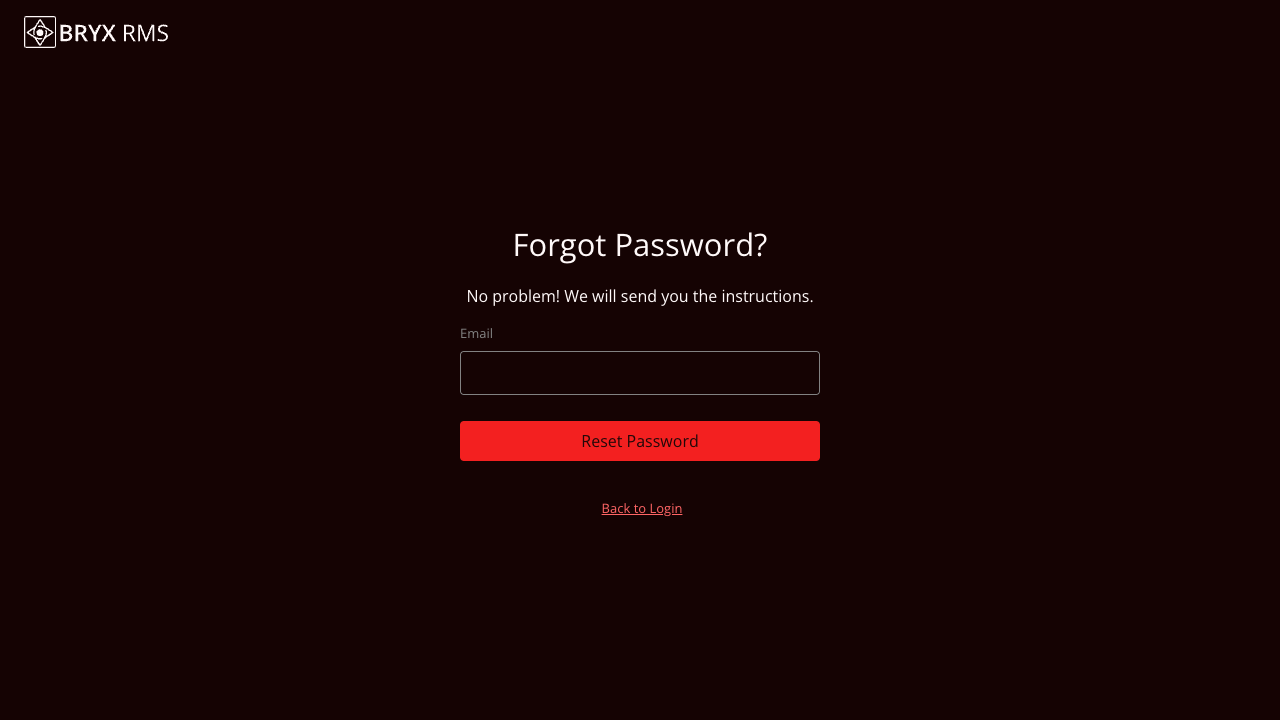 BRYX RMS
Forgot Password?
No problem! We will send you the instructions.
Email
Reset Password
Back to Login